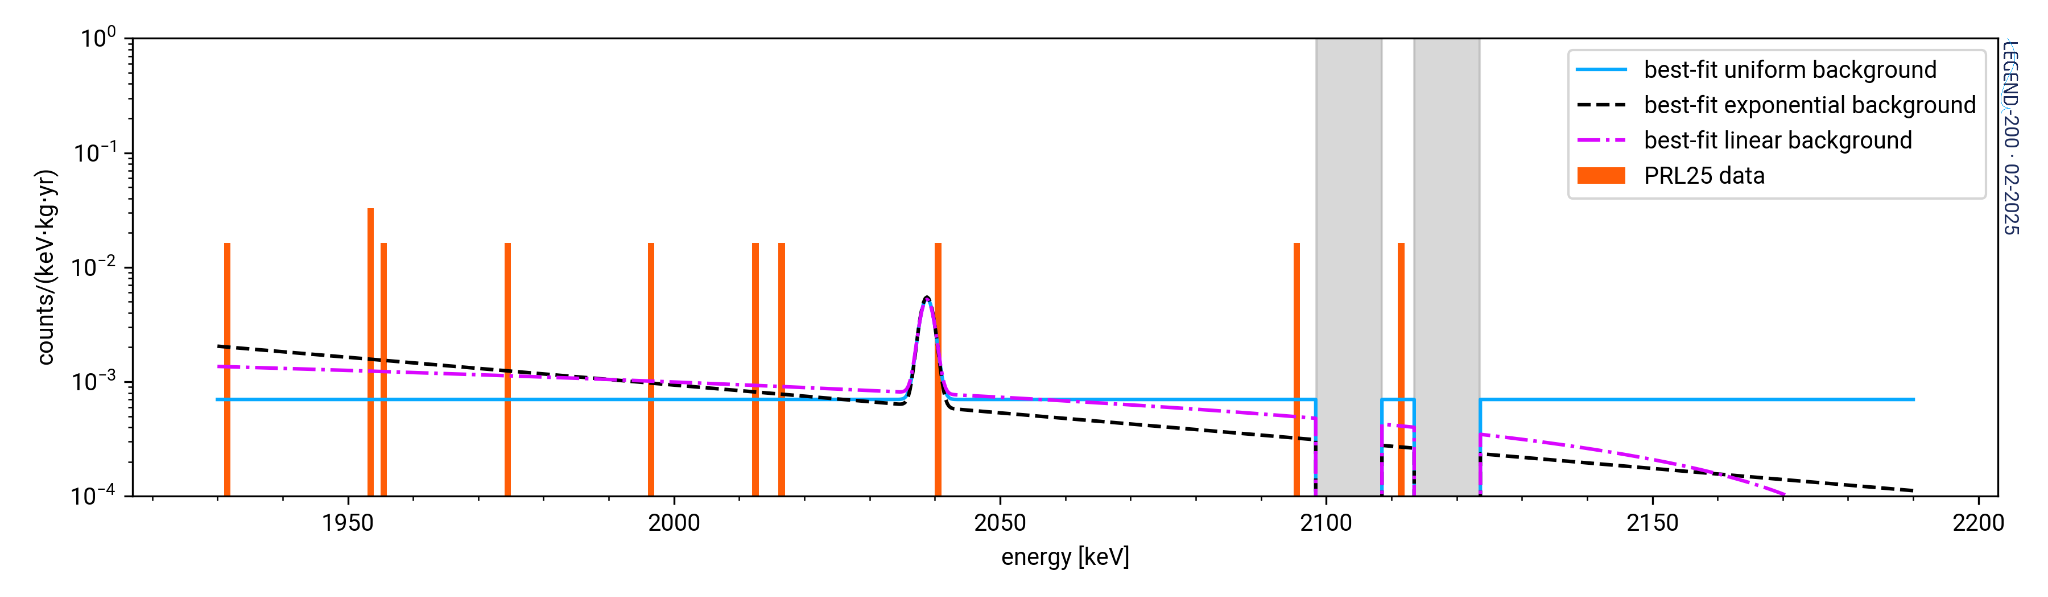 10⁰
10⁻¹
10⁻²
10⁻³
10⁻⁴
counts/(keV·kg·yr)
1950 2000 2050 2100 2150 2200
energy [keV]
best-fit uniform background
best-fit exponential background
best-fit linear background
PRL25 data
LEGEND-200 · 02-2025